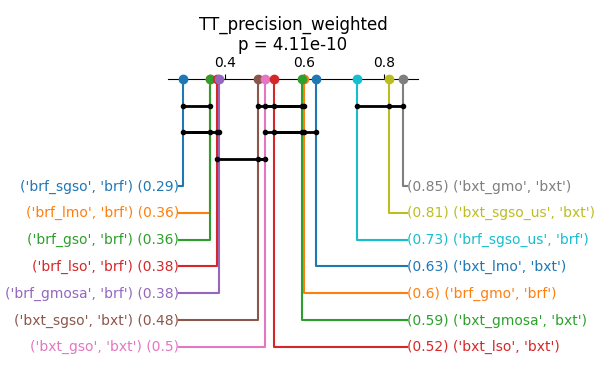 TT_precision_weighted
p = 4.11e-10
0.4 0.6 0.8
('brf_sgso', 'brf') (0.29) (0.85) ('bxt_gmo', 'bxt')
('brf_lmo', 'brf') (0.36) (0.81) ('bxt_sgso_us', 'bxt')
('brf_gso', 'brf') (0.36) (0.73) ('brf_sgso_us', 'brf')
('brf_lso', 'brf') (0.38) (0.63) ('bxt_lmo', 'bxt')
('brf_gmosa', 'brf') (0.38) (0.6) ('brf_gmo', 'brf')
('bxt_sgso', 'bxt') (0.48) (0.59) ('bxt_gmosa', 'bxt')
('bxt_gso', 'bxt') (0.5) (0.52) ('bxt_lso', 'bxt')